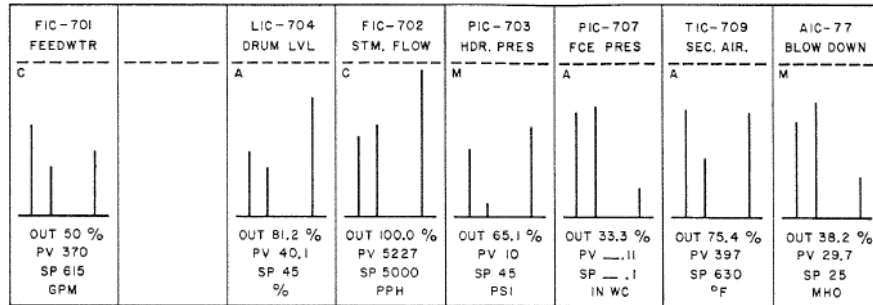 FIC-701
FEEDWTR
C
OUT 50 %
PV 370
SP 615
GPM
LIC-704
DRUM LVL
A
OUT 81.2 %
PV 40.1
SP 45
%
FIC-702
STM. FLOW
C
OUT 100.0 %
PV 5227
SP 5000
PPH
PIC-703
HDR. PRES
M
OUT 65.1 %
PV 10
SP 45
PSI
PIC-707
FCE PRES
A
OUT 33.3 %
PV __.11
SP __.1
IN WC
TIC-709
SEC. AIR.
A
OUT 75.4 %
PV 397
SP 630
°F
AIC-77
BLOW DOWN
M
OUT 38.2 %
PV 29.7
SP 25
MHO